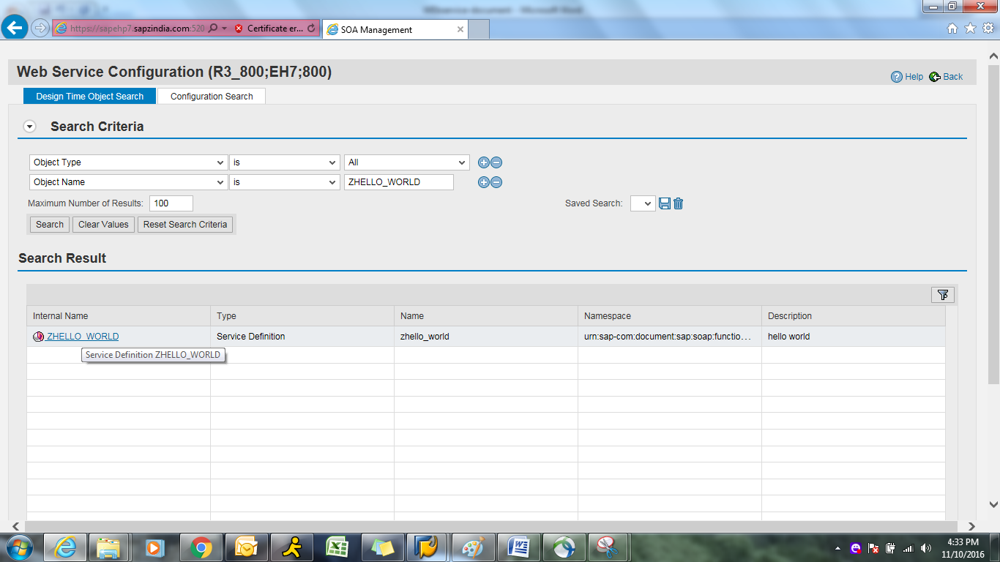 https://sapehp7.sapzindia.com:520 Certificate er... SOA Management
Web Service Configuration (R3_800;EH7;800)
Help Back
Design Time Object Search Configuration Search
Search Criteria
Object Type is All
Object Name is ZHELLO_WORLD
Maximum Number of Results: 100 Saved Search:
Search Clear Values Reset Search Criteria
Search Result
Internal Name Type Name Namespace Description
ZHELLO_WORLD Service Definition zhello_world urn:sap-com:document:sap:soap:functio... hello world
Service Definition ZHELLO_WORLD
4:33 PM
11/10/2016